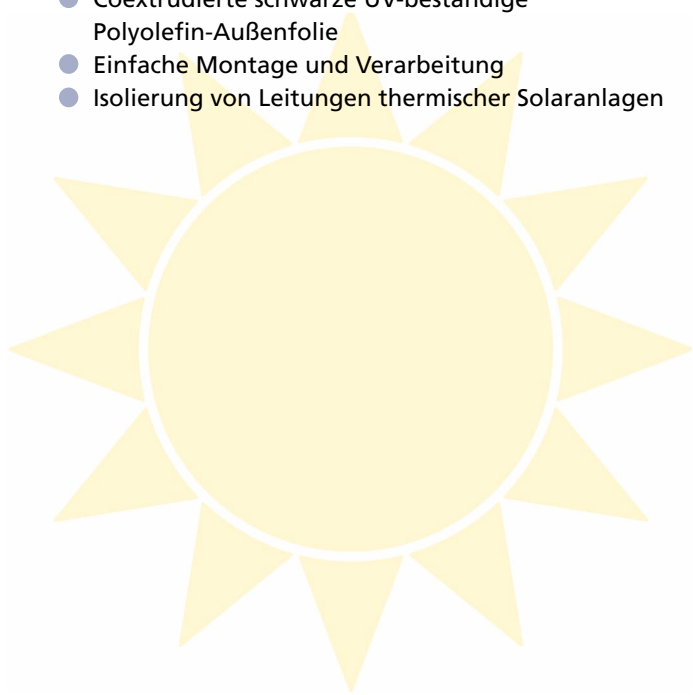 Coextrudierte schwarze UV-beständige
Polyolefin-Außenfolie
Einfache Montage und Verarbeitung
Isolierung von Leitungen thermischer Solaranlagen